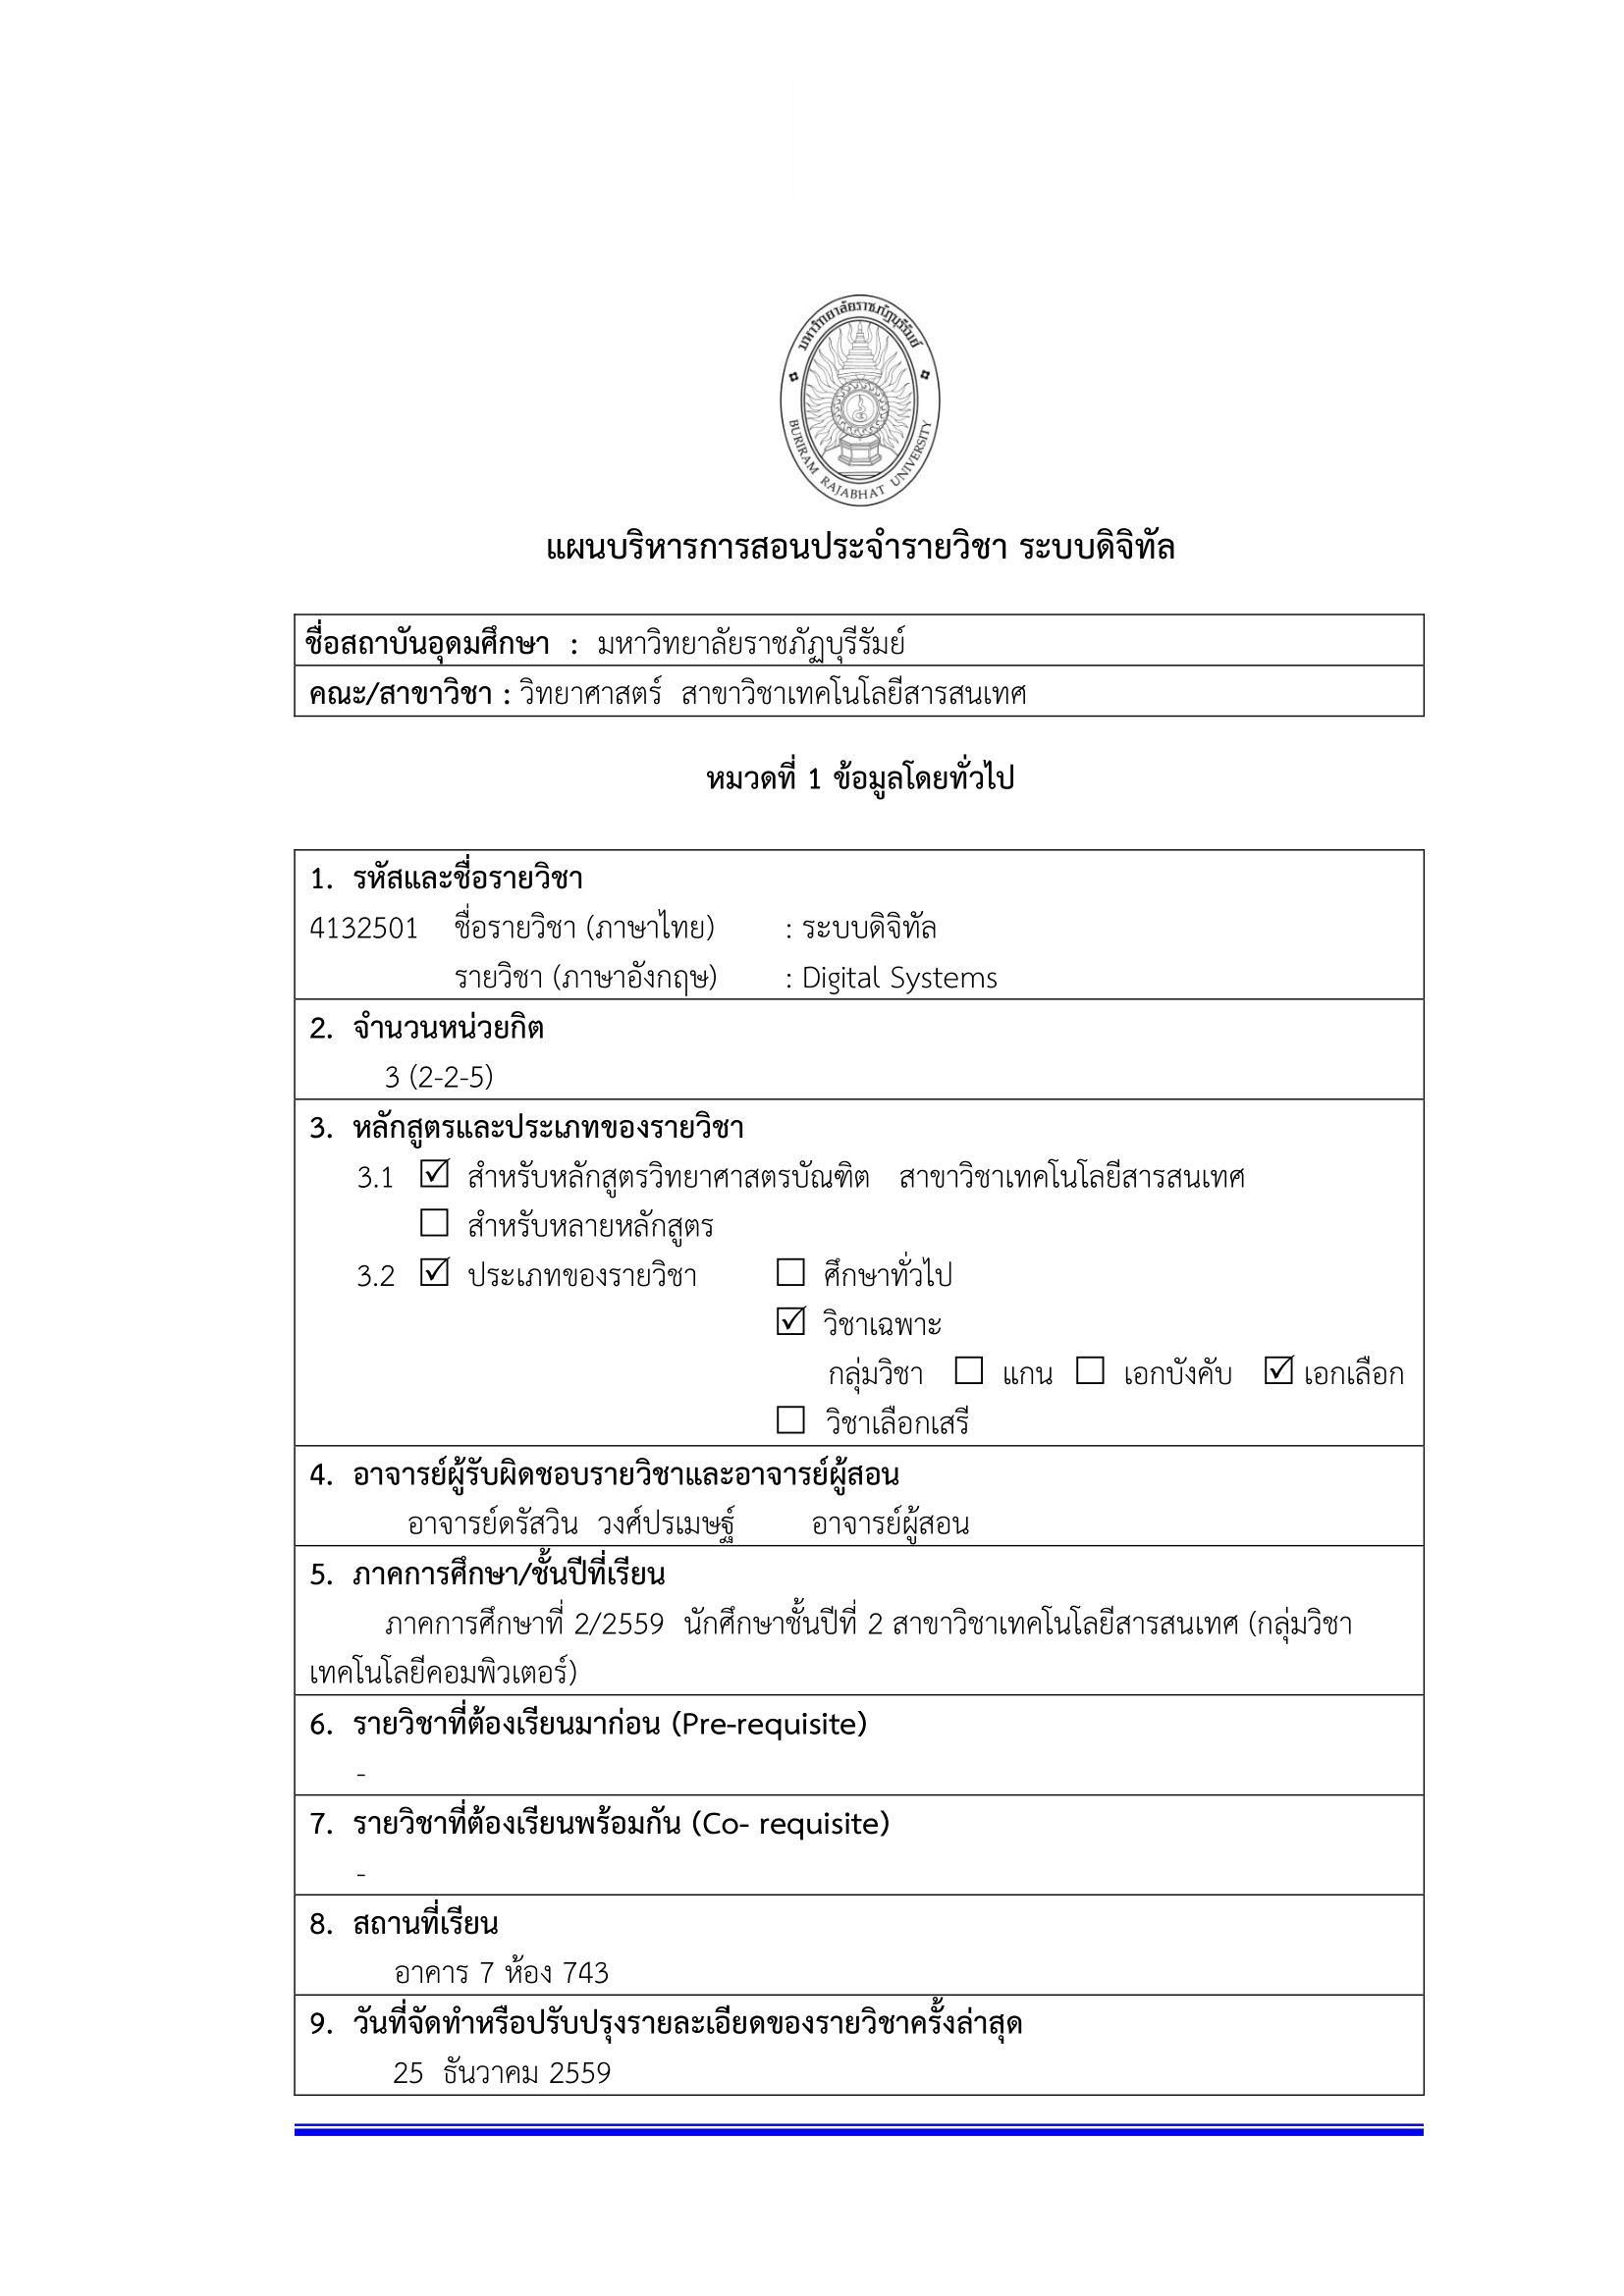 มหาวิทยาลัยราชภัฏบุรีรัมย์
BURIRAM RAJABHAT UNIVERSITY
แผนบริหารการสอนประจำรายวิชา ระบบดิจิทัล
ชื่อสถาบันอุดมศึกษา : มหาวิทยาลัยราชภัฏบุรีรัมย์
คณะ/สาขาวิชา : วิทยาศาสตร์ สาขาวิชาเทคโนโลยีสารสนเทศ
หมวดที่ 1 ข้อมูลโดยทั่วไป
1. รหัสและชื่อรายวิชา
4132501 ชื่อรายวิชา (ภาษาไทย) : ระบบดิจิทัล
รายวิชา (ภาษาอังกฤษ) : Digital Systems
2. จำนวนหน่วยกิต
3 (2-2-5)
3. หลักสูตรและประเภทของรายวิชา
3.1 ☑ สำหรับหลักสูตรวิทยาศาสตรบัณฑิต สาขาวิชาเทคโนโลยีสารสนเทศ
☐ สำหรับหลายหลักสูตร
3.2 ☑ ประเภทของรายวิชา ☐ ศึกษาทั่วไป
☑ วิชาเฉพาะ
กลุ่มวิชา ☐ แกน ☐ เอกบังคับ ☑ เอกเลือก
☐ วิชาเลือกเสรี
4. อาจารย์ผู้รับผิดชอบรายวิชาและอาจารย์ผู้สอน
อาจารย์ดรัสวิน วงศ์ปรเมษฐ์ อาจารย์ผู้สอน
5. ภาคการศึกษา/ชั้นปีที่เรียน
ภาคการศึกษาที่ 2/2559 นักศึกษาชั้นปีที่ 2 สาขาวิชาเทคโนโลยีสารสนเทศ (กลุ่มวิชา
เทคโนโลยีคอมพิวเตอร์)
6. รายวิชาที่ต้องเรียนมาก่อน (Pre-requisite)
-
7. รายวิชาที่ต้องเรียนพร้อมกัน (Co- requisite)
-
8. สถานที่เรียน
อาคาร 7 ห้อง 743
9. วันที่จัดทำหรือปรับปรุงรายละเอียดของรายวิชาครั้งล่าสุด
25 ธันวาคม 2559